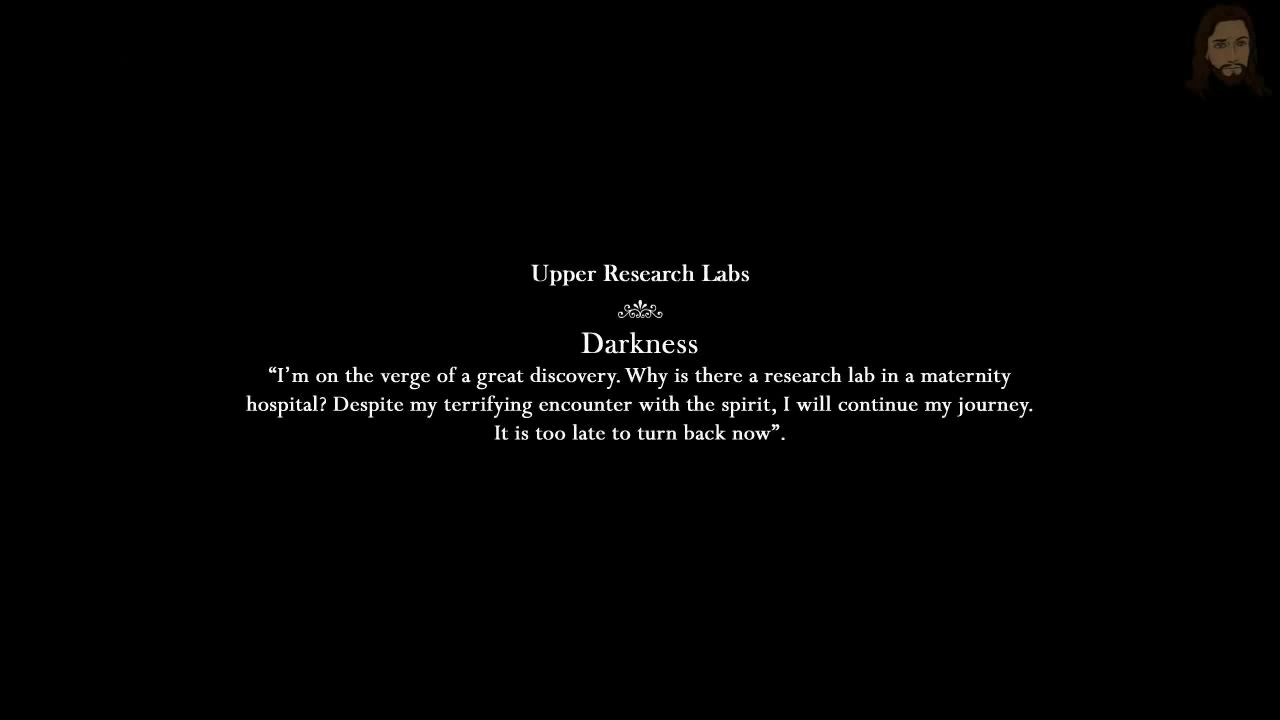 Upper Research Labs
Darkness
“I’m on the verge of a great discovery. Why is there a research lab in a maternity
hospital? Despite my terrifying encounter with the spirit, I will continue my journey.
It is too late to turn back now”.